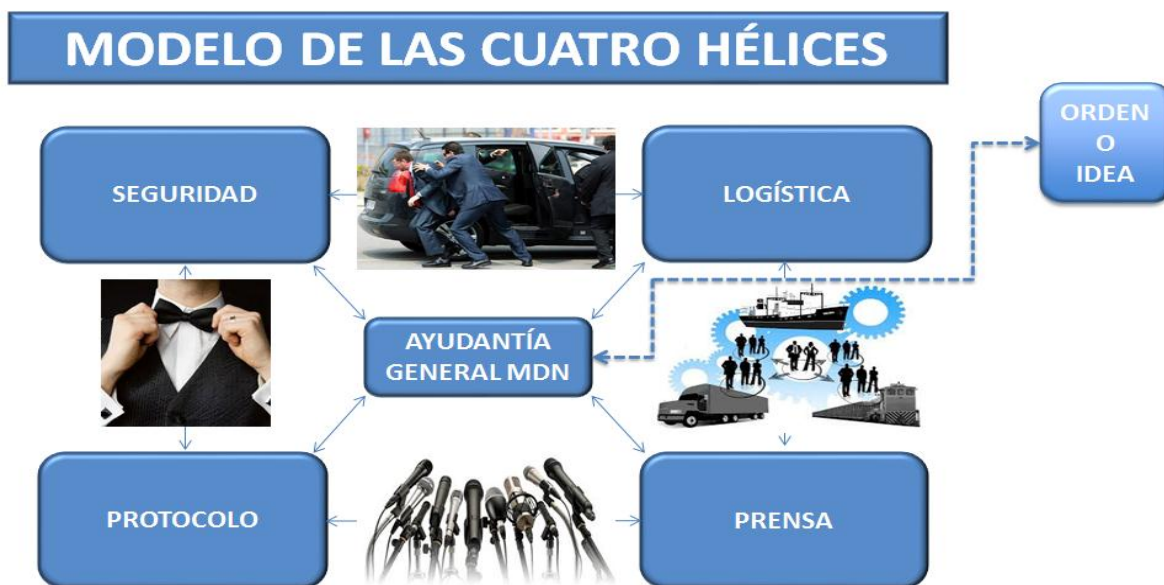 MODELO DE LAS CUATRO HÉLICES
ORDEN
O
IDEA
SEGURIDAD
LOGÍSTICA
AYUDANTÍA
GENERAL MDN
PROTOCOLO
PRENSA